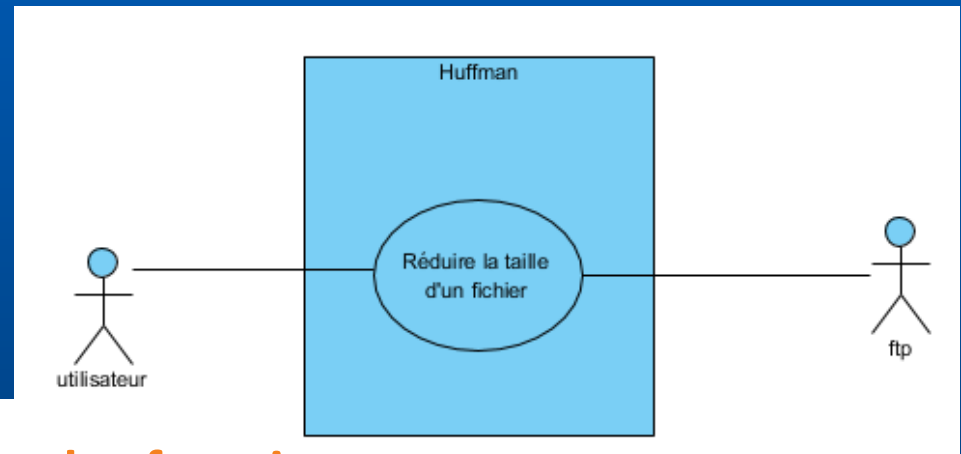 Huffman
Réduire la taille
d'un fichier
utilisateur
ftp